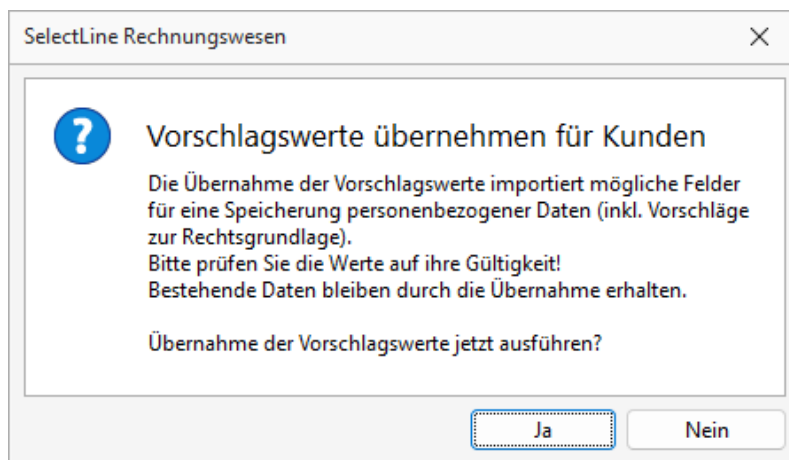 SelectLine Rechnungswesen
Vorschlagswerte übernehmen für Kunden
Die Übernahme der Vorschlagswerte importiert mögliche Felder
für eine Speicherung personenbezogener Daten (inkl. Vorschläge
zur Rechtsgrundlage).
Bitte prüfen Sie die Werte auf ihre Gültigkeit!
Bestehende Daten bleiben durch die Übernahme erhalten.
Übernahme der Vorschlagswerte jetzt ausführen?
Ja Nein